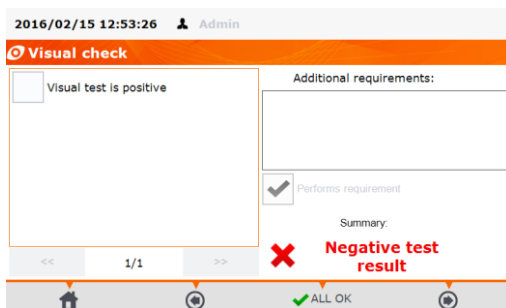 2016/02/15 12:53:26 Admin
Visual check
Visual test is positive
Additional requirements:
Performs requirement
Summary:
Negative test
result
<< 1/1 >>
ALL OK